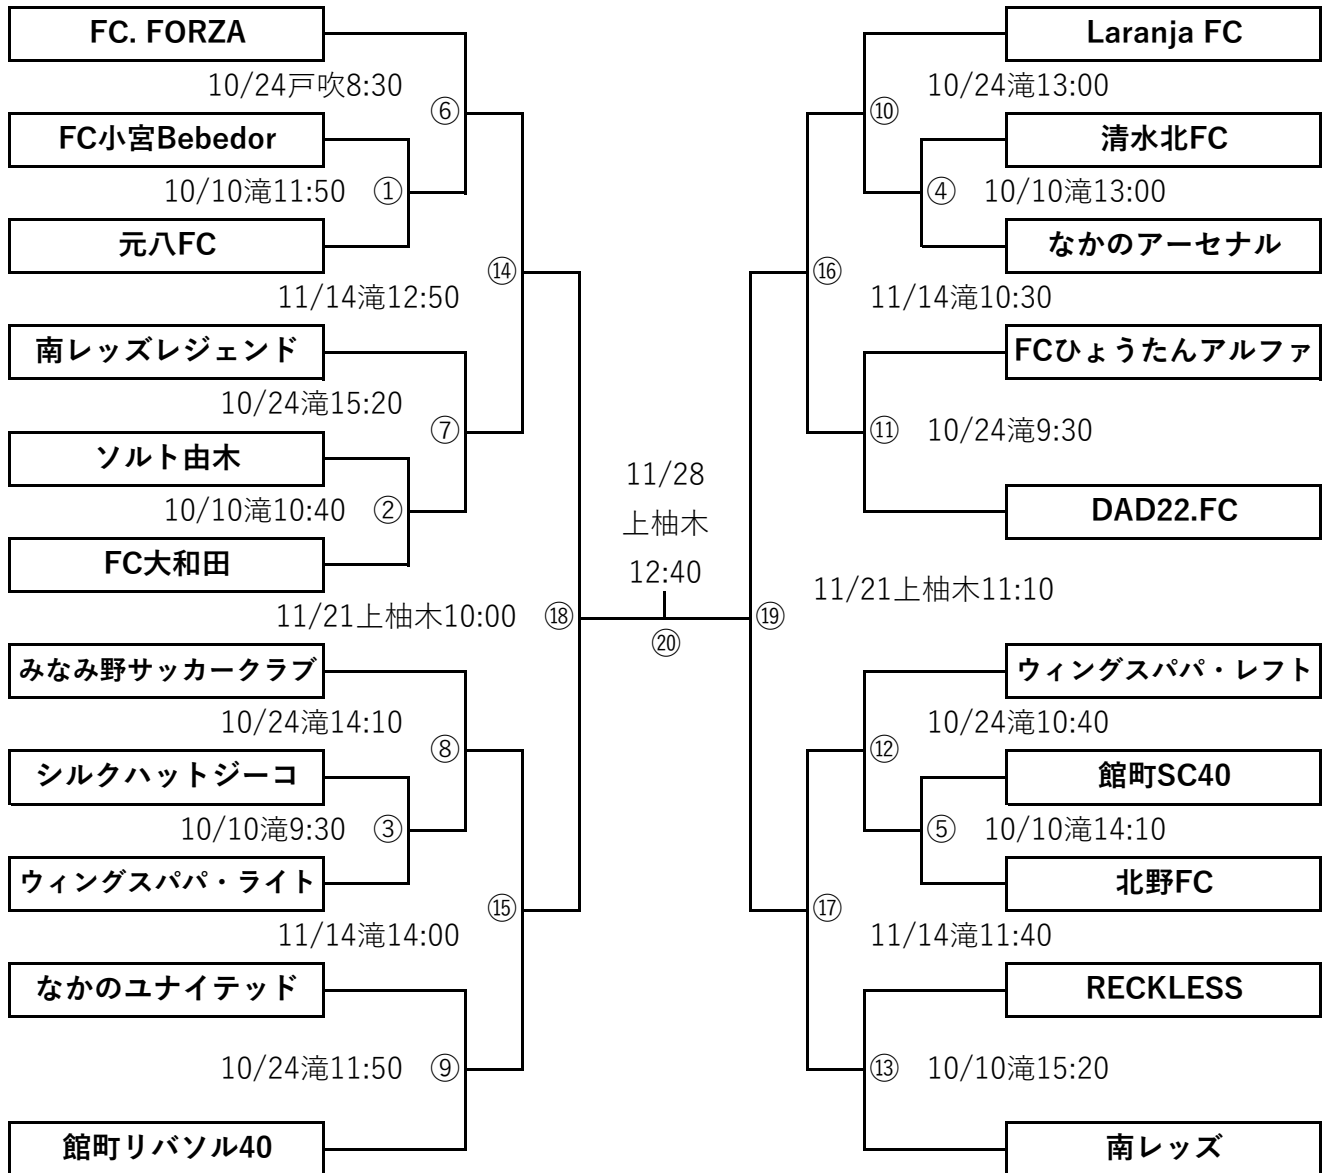 FC. FORZA
10/24戸吹8:30
⑥
FC小宮Bebedor
10/10滝11:50
①
元八FC
⑭
11/14滝12:50
南レッズレジェンド
10/24滝15:20
⑦
ソルト由木
10/10滝10:40
②
FC大和田
11/21上柚木10:00
⑱
みなみ野サッカークラブ
10/24滝14:10
⑧
シルクハットジーコ
10/10滝9:30
③
ウィングスパパ・ライト
⑮
11/14滝14:00
なかのユナイテッド
10/24滝11:50
⑨
館町リバソル40
11/28
上柚木
12:40
⑳
Laranja FC
10/24滝13:00
⑩
清水北FC
④
10/10滝13:00
なかのアーセナル
⑯
11/14滝10:30
FCひょうたんアルファ
⑪
10/24滝9:30
DAD22.FC
11/21上柚木11:10
⑲
ウィングスパパ・レフト
10/24滝10:40
⑫
館町SC40
⑤
10/10滝14:10
北野FC
⑰
11/14滝11:40
RECKLESS
⑬
10/10滝15:20
南レッズ